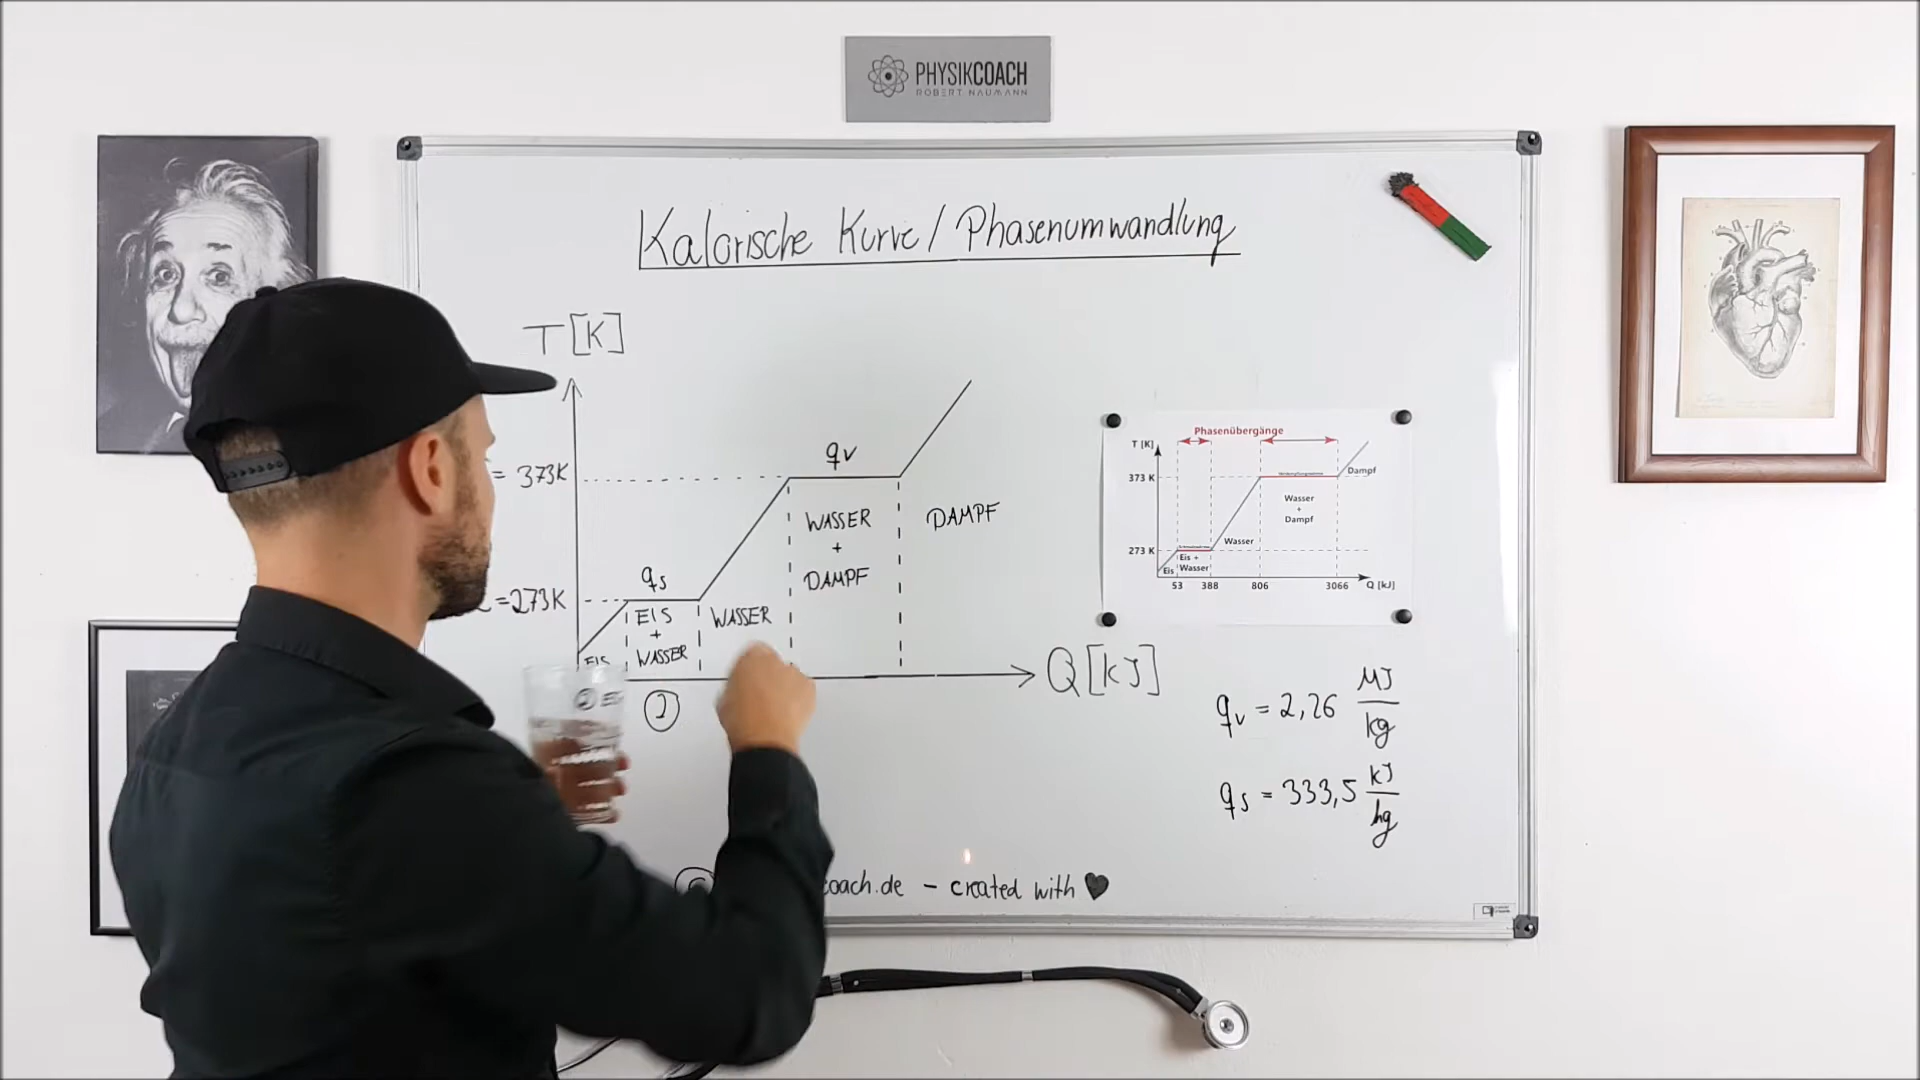 PHYSIKCOACH
ROBERT NAUMANN
Kalorische Kurve / Phasenumwandlung
T [K]
= 373K
qv
WASSER
+
DAMPF
DAMPF
=273K
qs
EIS
+
WASSER
WASSER
EIS
2
Q [kJ]
Phasenübergänge
T [K]
373 K
Dampf
Wasser
+
Dampf
Wasser
273 K
Eis +
Wasser
Eis
53 388 806 3066 Q [kJ]
qv = 2,26 MJ/kg
qs = 333,5 kJ/kg
coach.de - created with ♥